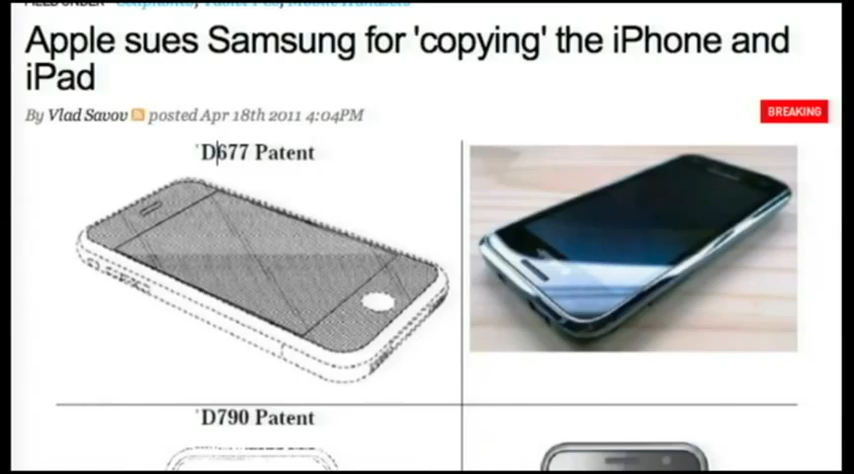 Apple sues Samsung for 'copying' the iPhone and
iPad
By Vlad Savov posted Apr 18th 2011 4:04PM
BREAKING
'D677 Patent
'D790 Patent